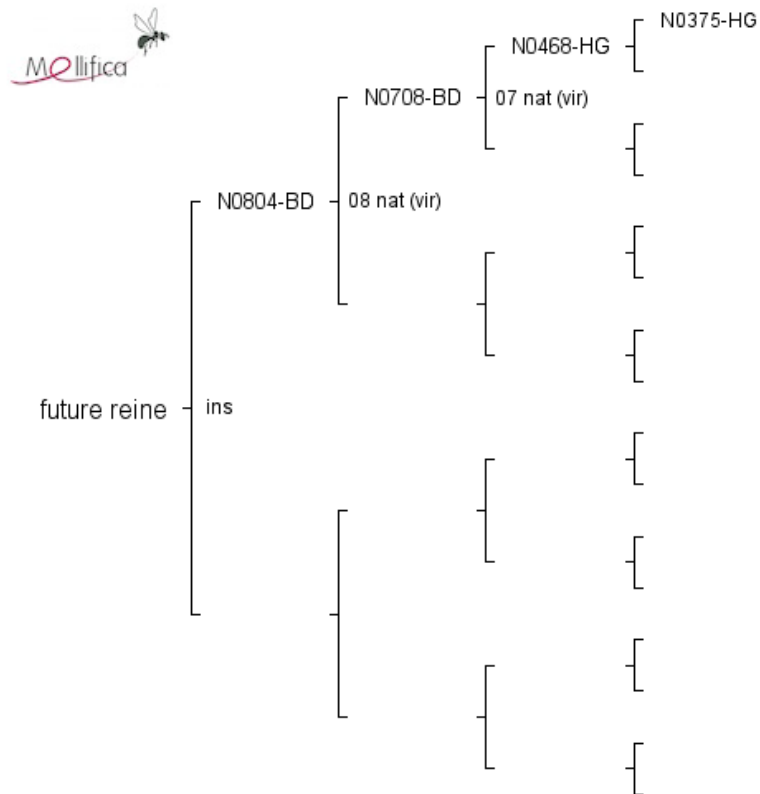 Mellifica
N0375-HG
N0468-HG
N0708-BD
07 nat (vir)
N0804-BD
08 nat (vir)
future reine
ins